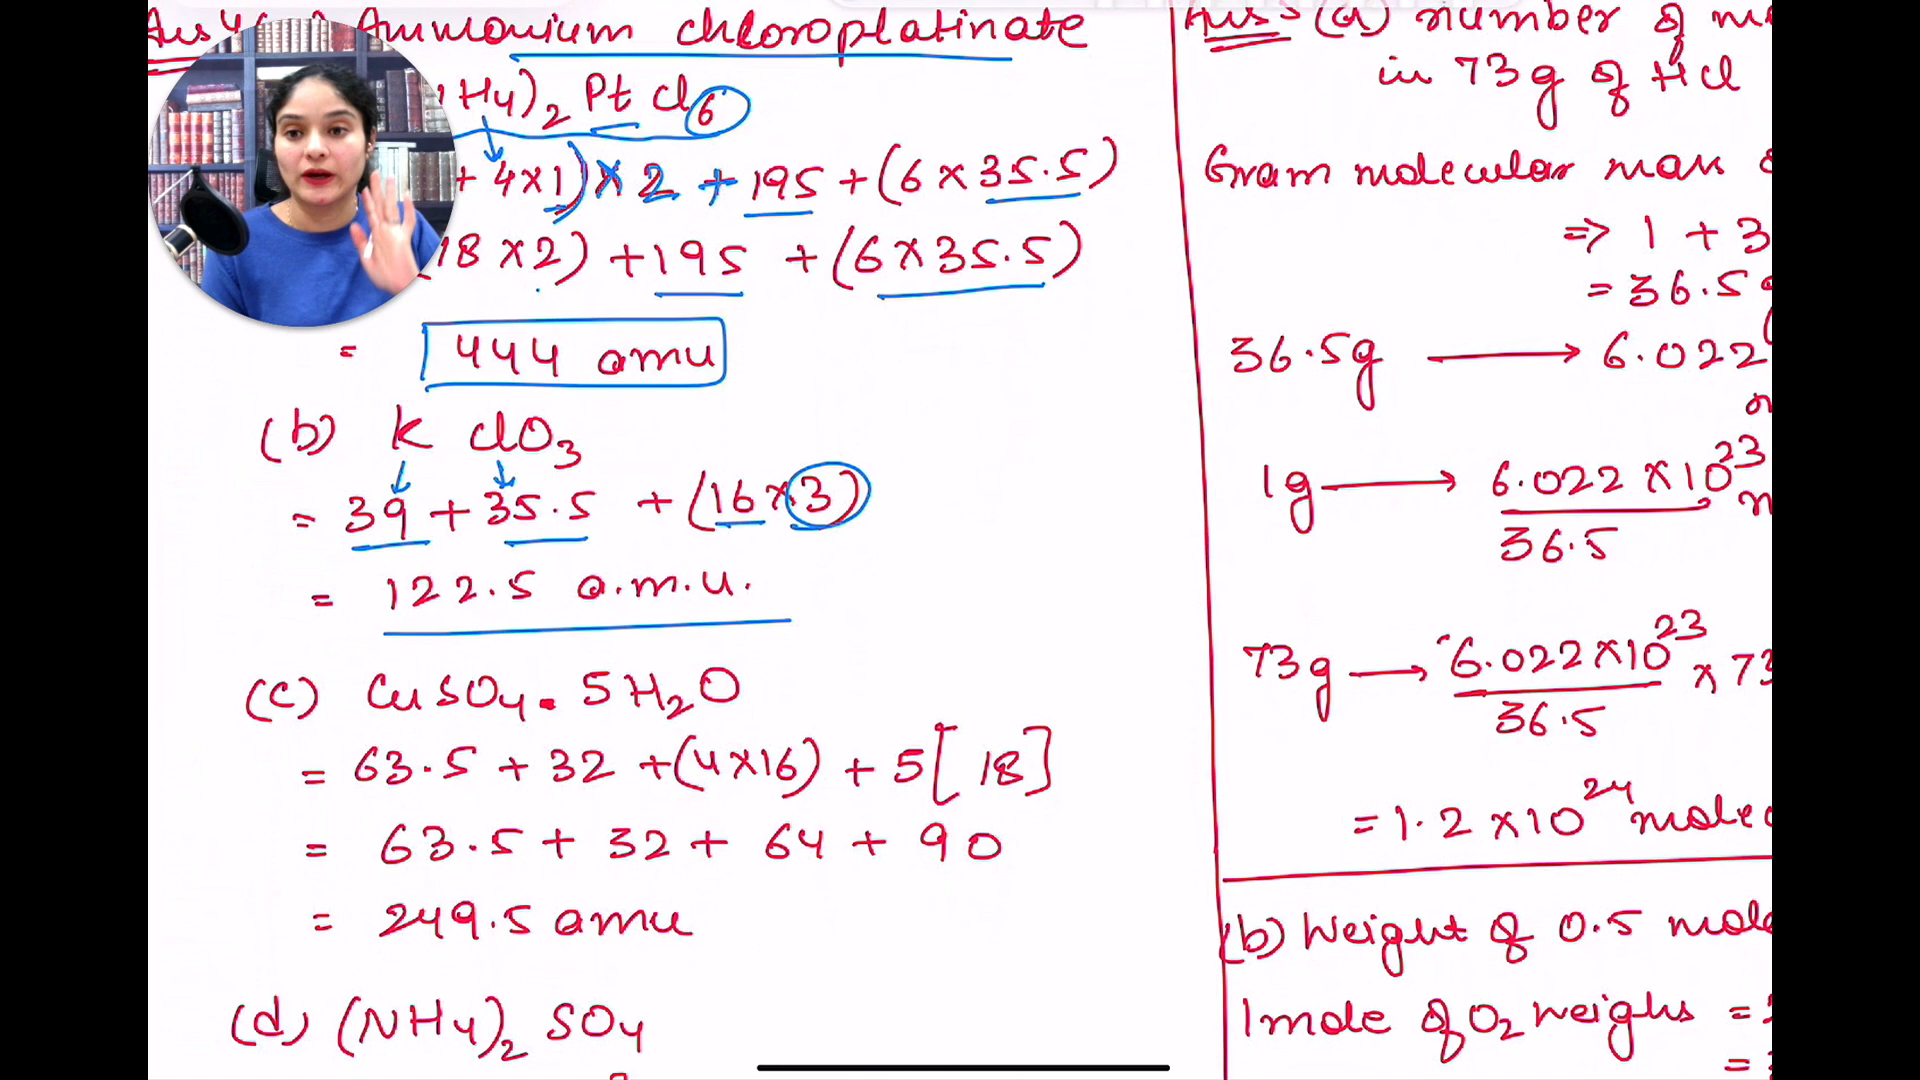 Ammonium chloroplatinate
H4)2 Pt Cl6
+ 4×1)×2 + 195 + (6 × 35.5)
(18 × 2) + 195 + (6×35.5)
= 444 amu
(b) K ClO3
= 39 + 35.5 + (16×3)
= 122.5 a.m.u.
(c) CuSO4. 5H2O
= 63.5 + 32 + (4×16) + 5[18]
= 63.5 + 32 + 64 + 90
= 249.5 amu
(d) (NH4)2 SO4
Ans→ (a) number of m
in 73g of HCl
Gram molecular mass
⇒ 1 + 3
= 36.5
36.5g → 6.022
1g → 6.022 ×10^23
36.5
73g → 6.022×10^23 × 73
36.5
= 1.2 ×10^24 molec
(b) Weight of 0.5 mole
1 mole of O2 weighs =
=